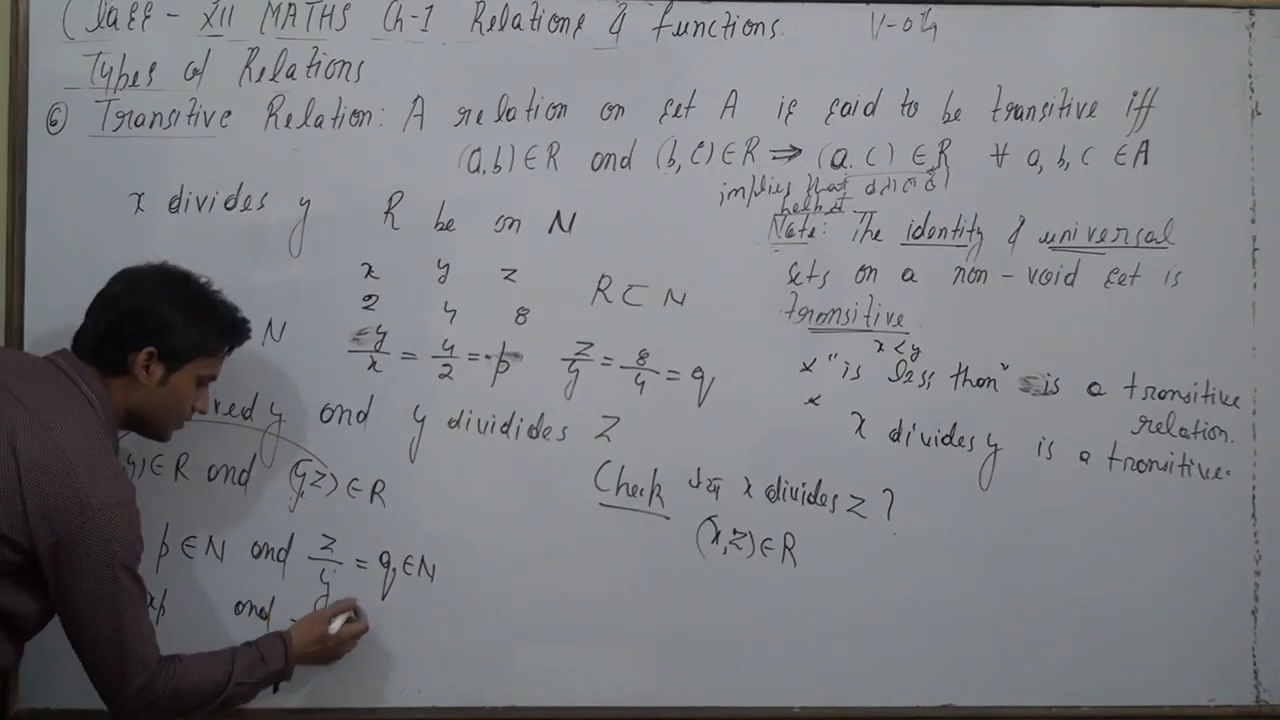 Class - XII MATHS Ch-1 Relations & functions. V-04
Types of Relations
⑥ Transitive Relation: A relation on set A is said to be transitive iff
(a,b)∈R and (b,c)∈R ⇒ (a.c)∈R ∀ a,b,c ∈A
implies that
x divides y R be on N
Note: The identity & universal
sets on a non-void set is
transitive
x y z
2 4 8
R⊂N
N
y/x = 4/2 = p z/y = 8/4 = q
x<y
x "is less than" is a transitive
relation.
x x divides y is a transitive.
y and y dividides z
∈R and (y,z)∈R
Check x divides z?
(x,z)∈R
p∈N and z/y = q∈N
xp and